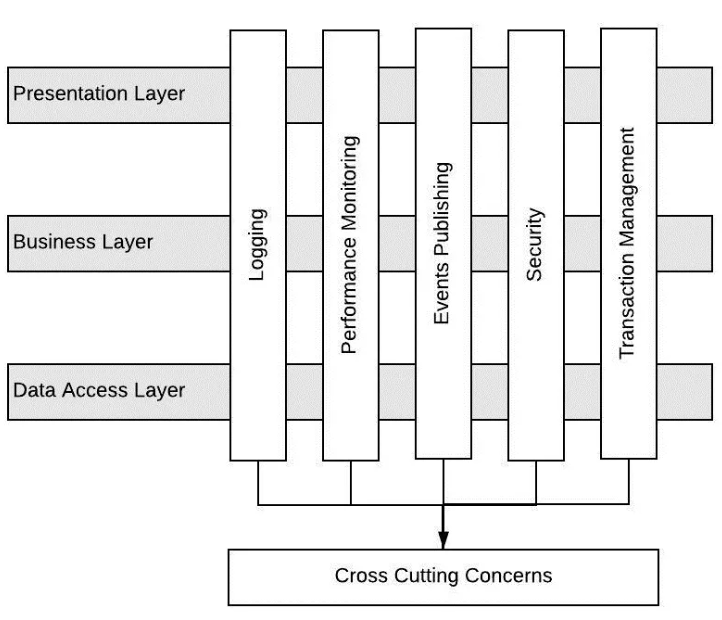 Presentation Layer
Business Layer
Data Access Layer
Logging
Performance Monitoring
Events Publishing
Security
Transaction Management
Cross Cutting Concerns